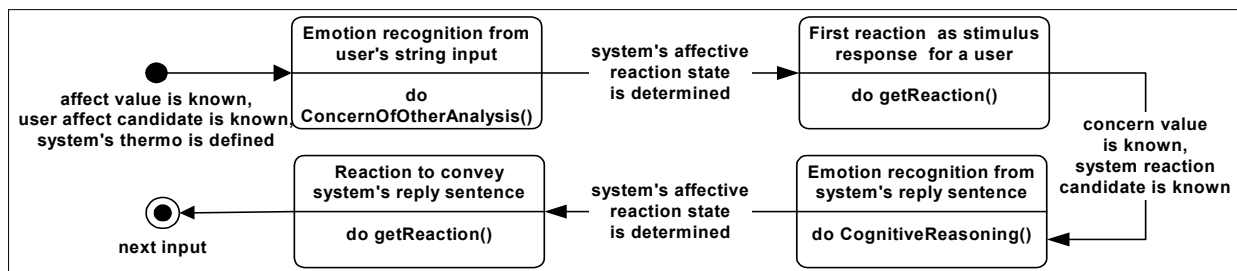 Emotion recognition from
user's string input
do
ConcernOfOtherAnalysis()
system's affective
reaction state
is determined
First reaction as stimulus
response for a user
do getReaction()
affect value is known,
user affect candidate is known,
system's thermo is defined
concern value
is known,
system reaction
candidate is known
Emotion recognition from
system's reply sentence
do CognitiveReasoning()
system's affective
reaction state
is determined
Reaction to convey
system's reply sentence
do getReaction()
next input